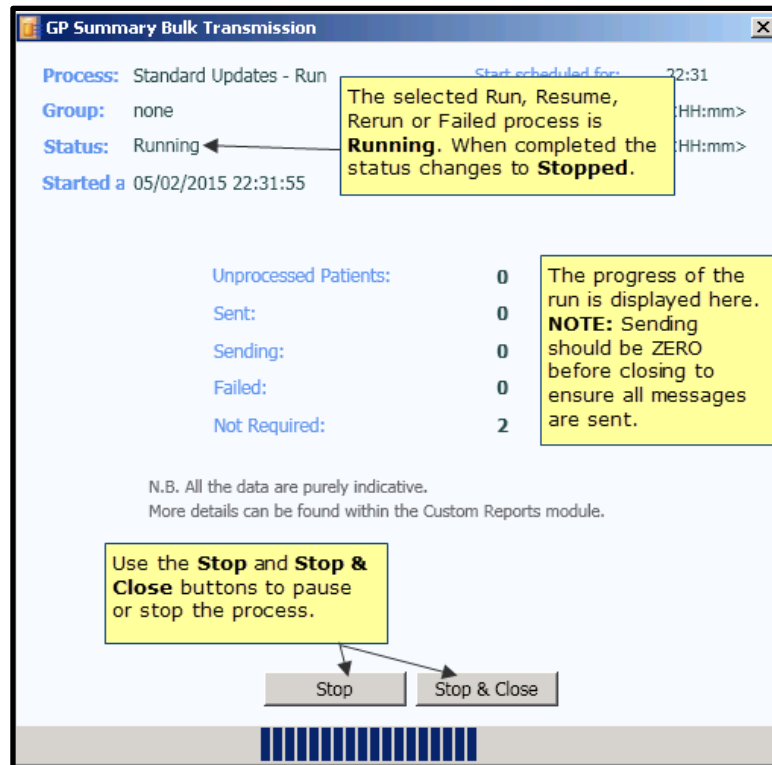 GP Summary Bulk Transmission
Process: Standard Updates - Run Start scheduled for: 22:31
Group: none HH:mm>
Status: Running HH:mm>
Started a 05/02/2015 22:31:55
The selected Run, Resume,
Rerun or Failed process is
Running. When completed the
status changes to Stopped.
Unprocessed Patients: 0
Sent: 0
Sending: 0
Failed: 0
Not Required: 2
The progress of the
run is displayed here.
NOTE: Sending
should be ZERO
before closing to
ensure all messages
are sent.
N.B. All the data are purely indicative.
More details can be found within the Custom Reports module.
Use the Stop and Stop &
Close buttons to pause
or stop the process.
Stop Stop & Close